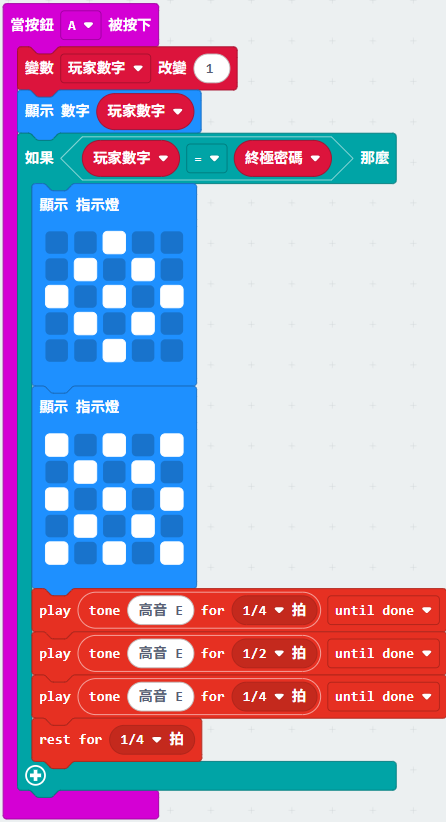 當按鈕 A 被按下
變數 玩家數字 改變 1
顯示 數字 玩家數字
如果 玩家數字 = 終極密碼 那麼
顯示 指示燈
顯示 指示燈
play tone 高音 E for 1/4 拍 until done
play tone 高音 E for 1/2 拍 until done
play tone 高音 E for 1/4 拍 until done
rest for 1/4 拍